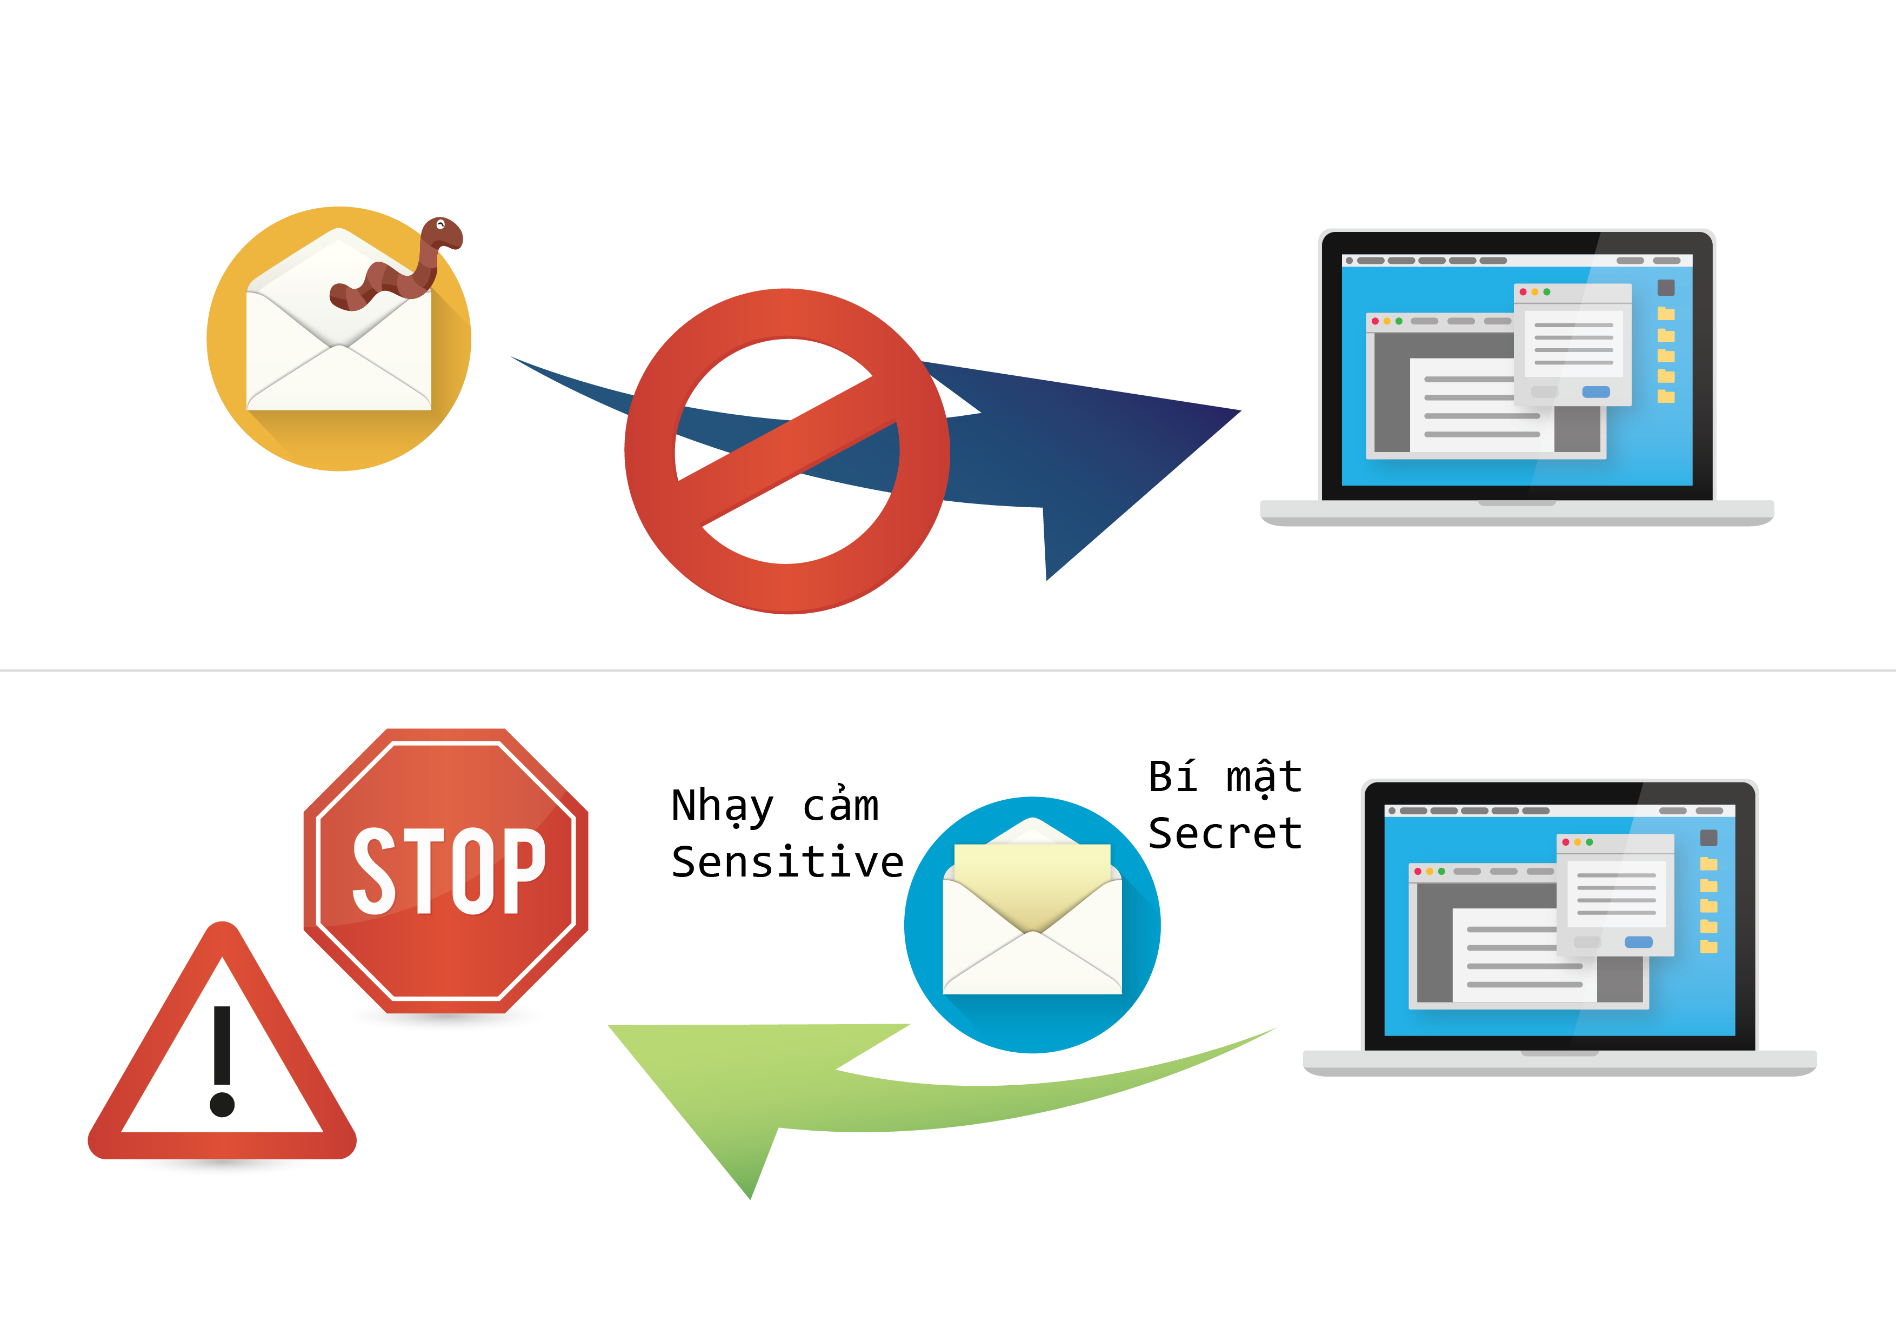 STOP
Nhạy cảm
Sensitive
Bí mật
Secret